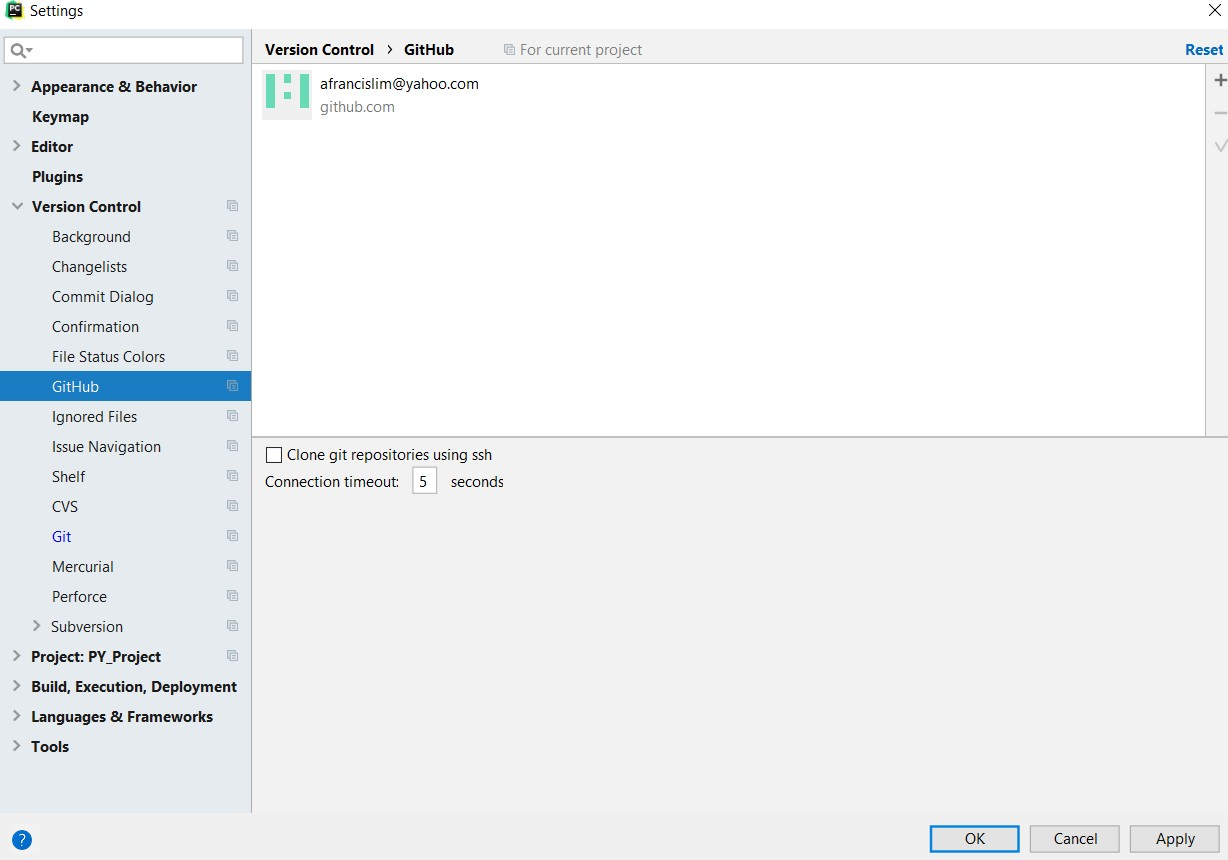 PC Settings
Version Control › GitHub For current project Reset
afrancislim@yahoo.com
github.com
Appearance & Behavior
Keymap
Editor
Plugins
Version Control
Background
Changelists
Commit Dialog
Confirmation
File Status Colors
GitHub
Ignored Files
Issue Navigation
Shelf
CVS
Git
Mercurial
Perforce
Subversion
Project: PY_Project
Build, Execution, Deployment
Languages & Frameworks
Tools
Clone git repositories using ssh
Connection timeout: 5 seconds
? OK Cancel Apply